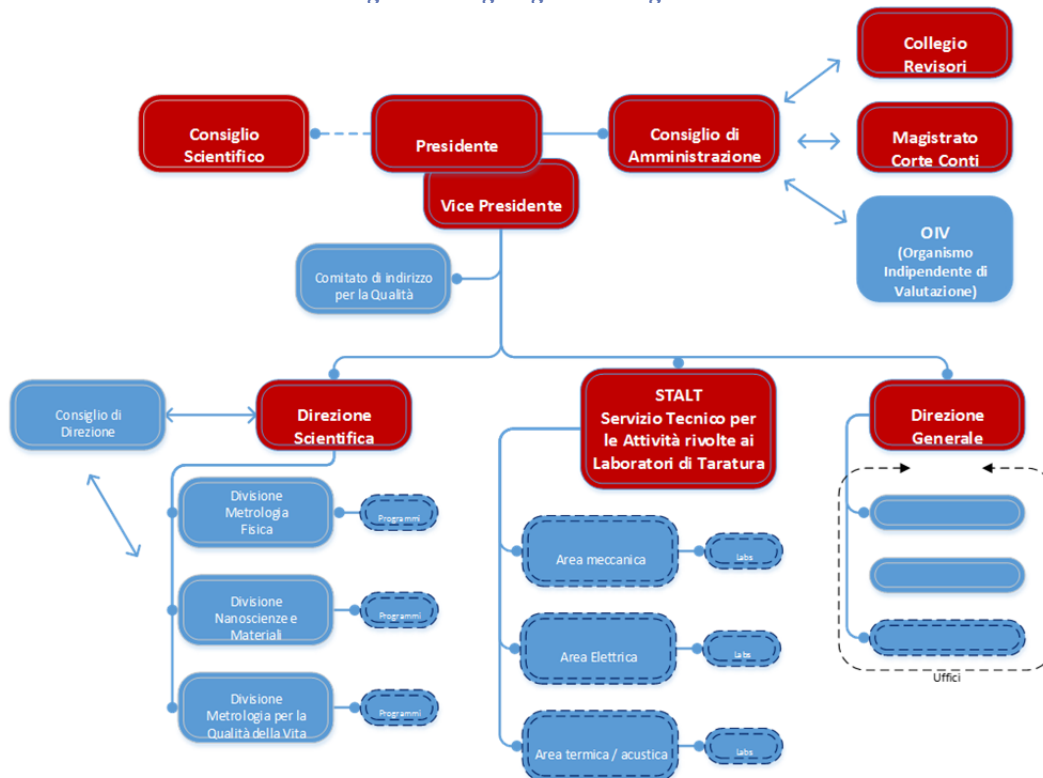 Collegio
Revisori
Consiglio
Scientifico
Presidente
Consiglio di
Amministrazione
Magistrato
Corte Conti
Vice Presidente
OIV
(Organismo
Indipendente di
Valutazione)
Comitato di indirizzo
per la Qualità
Consiglio di
Direzione
Direzione
Scientifica
STALT
Servizio Tecnico per
le Attività rivolte ai
Laboratori di Taratura
Direzione
Generale
Divisione
Metrologia
Fisica
Programmi
Area meccanica
Labs
Divisione
Nanoscienze e
Materiali
Programmi
Area Elettrica
Labs
Uffici
Divisione
Metrologia per la
Qualità della Vita
Programmi
Area termica / acustica
Labs